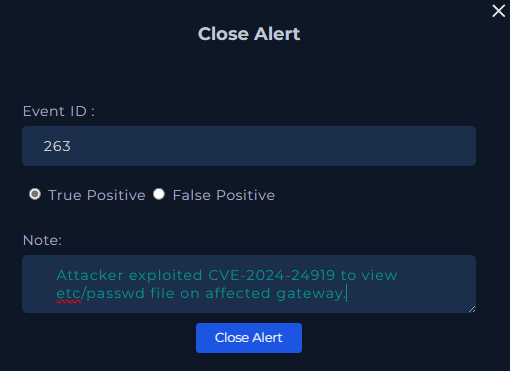 Close Alert
Event ID :
263
True Positive False Positive
Note:
Attacker exploited CVE-2024-24919 to view
etc/passwd file on affected gateway.
Close Alert